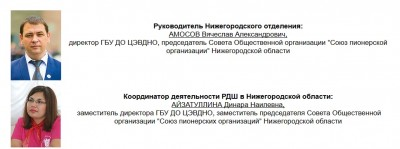 Руководитель Нижегородского отделения:
АМОСОВ Вячеслав Александрович,
директор ГБУ ДО ЦЭВДНО, председатель Совета Общественной организации "Союз пионерской
организации" Нижегородской области
Координатор деятельности РДШ в Нижегородской области:
АЙЗАТУЛЛИНА Динара Наилевна,
заместитель директора ГБУ ДО ЦЭВДНО, заместитель председателя Совета Общественной
организации "Союз пионерских организаций" Нижегородской области